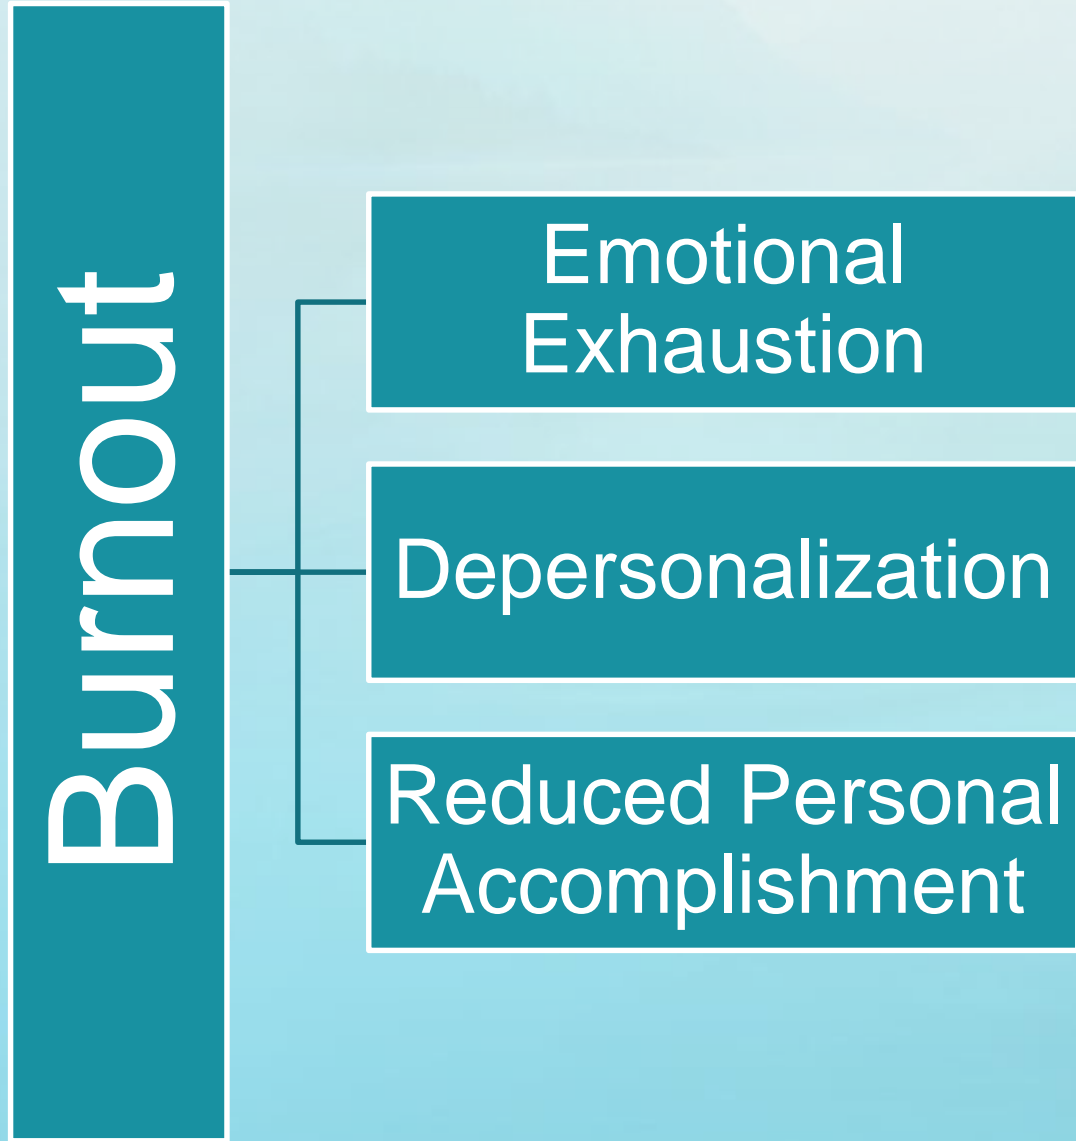 Burnout
Emotional
Exhaustion
Depersonalization
Reduced Personal
Accomplishment